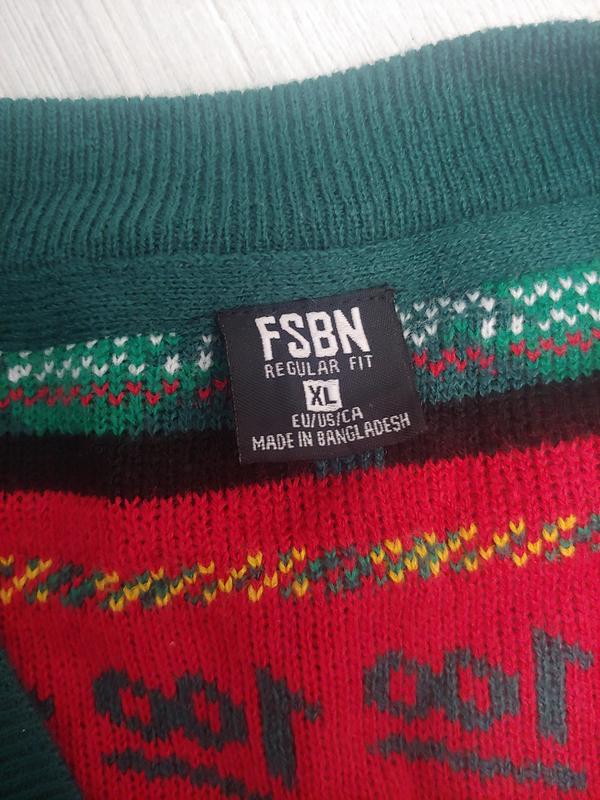 FSBN
REGULAR FIT
XL
EU/US/CA
MADE IN BANGLADESH